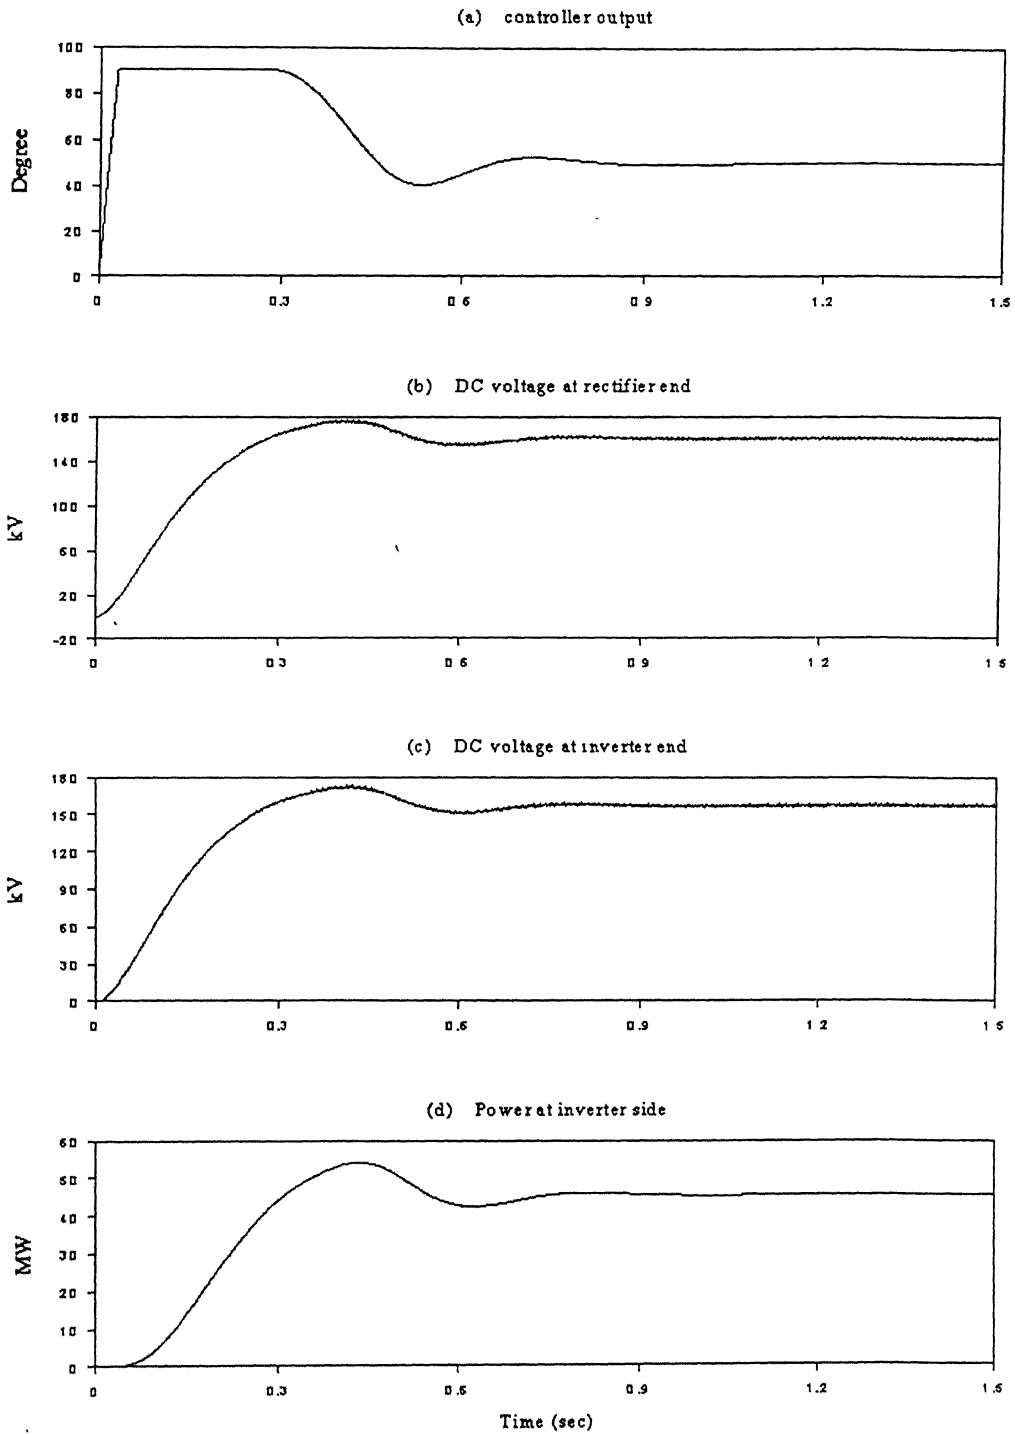 (a) controller output
100
80
60
40
20
0
Degree
0 0.3 0.6 0.9 1.2 1.5
(b) DC voltage at rectifier end
180
140
100
60
20
-20
kV
0 0.3 0.6 0.9 1.2 1.5
(c) DC voltage at inverter end
180
150
120
90
60
30
0
kV
0 0.3 0.6 0.9 1.2 1.5
(d) Power at inverter side
60
50
40
30
20
10
0
MW
0 0.3 0.6 0.9 1.2 1.5
Time (sec)